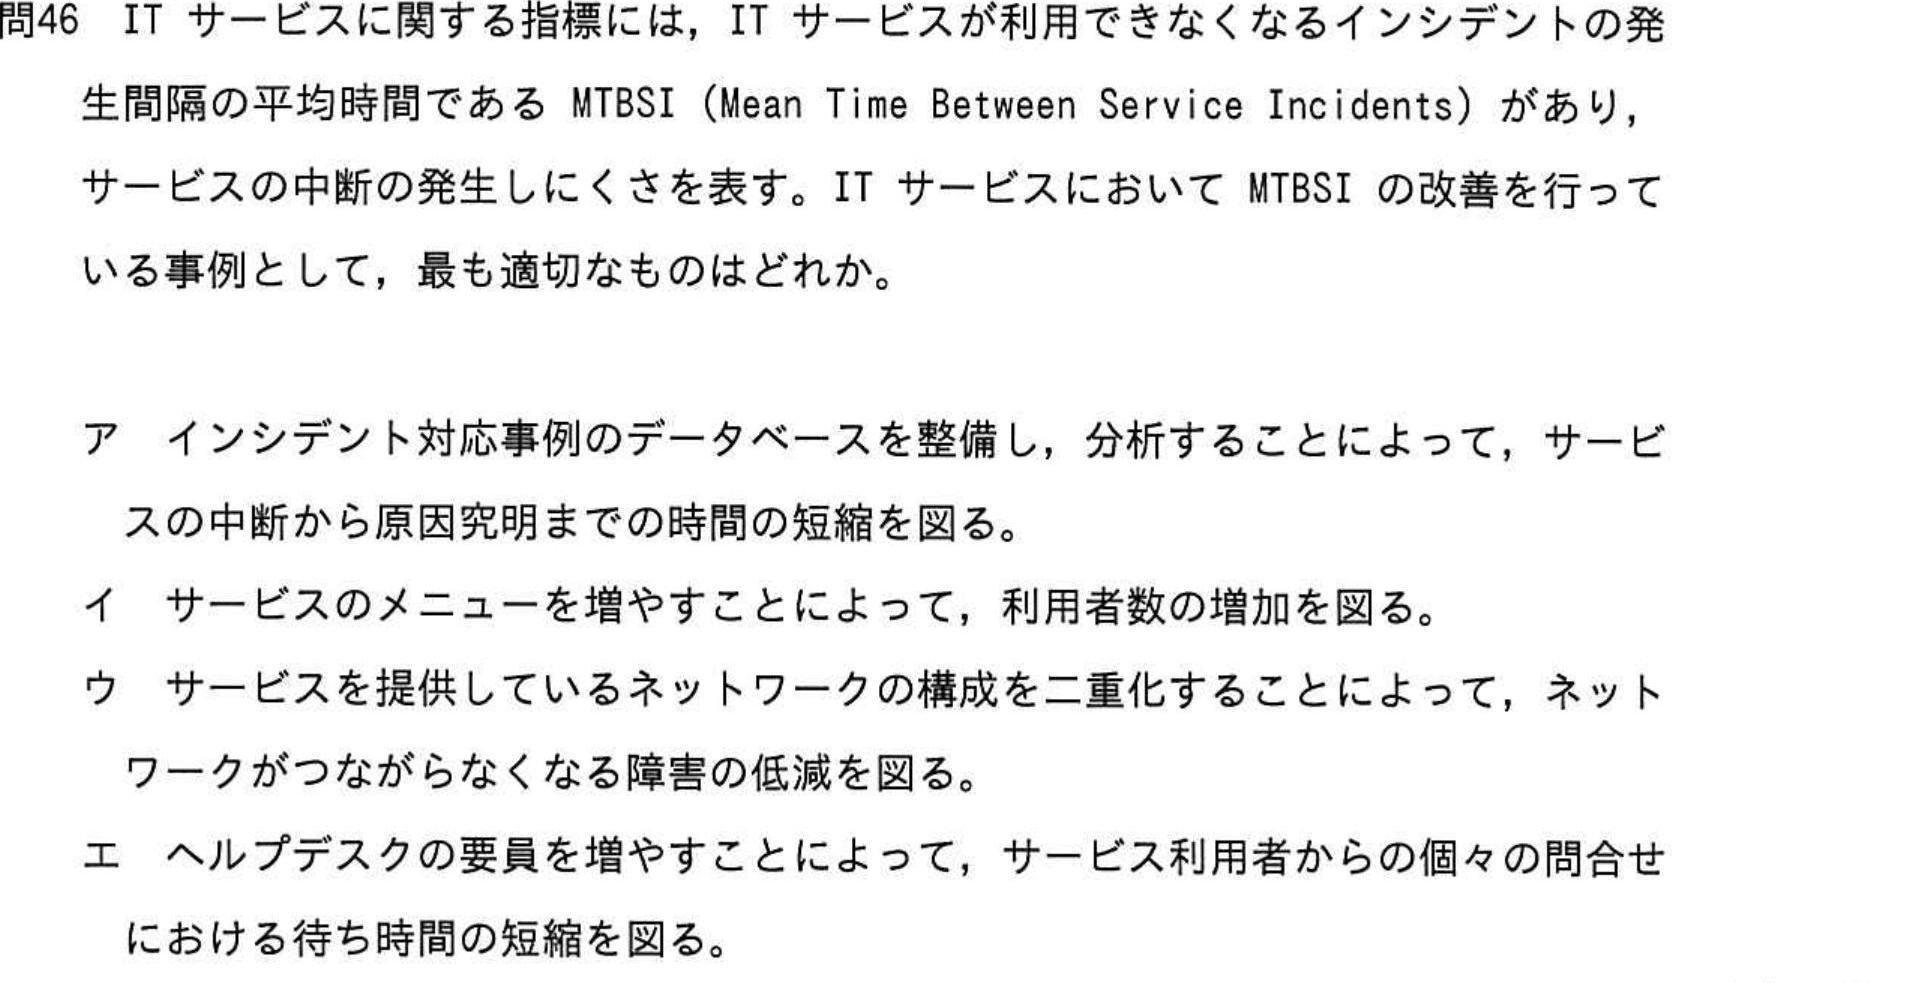 問46　IT サービスに関する指標には，IT サービスが利用できなくなるインシデントの発
生間隔の平均時間である MTBSI（Mean Time Between Service Incidents）があり，
サービスの中断の発生しにくさを表す。IT サービスにおいて MTBSI の改善を行って
いる事例として，最も適切なものはどれか。
ア　インシデント対応事例のデータベースを整備し，分析することによって，サービ
スの中断から原因究明までの時間の短縮を図る。
イ　サービスのメニューを増やすことによって，利用者数の増加を図る。
ウ　サービスを提供しているネットワークの構成を二重化することによって，ネット
ワークがつながらなくなる障害の低減を図る。
エ　ヘルプデスクの要員を増やすことによって，サービス利用者からの個々の問合せ
における待ち時間の短縮を図る。